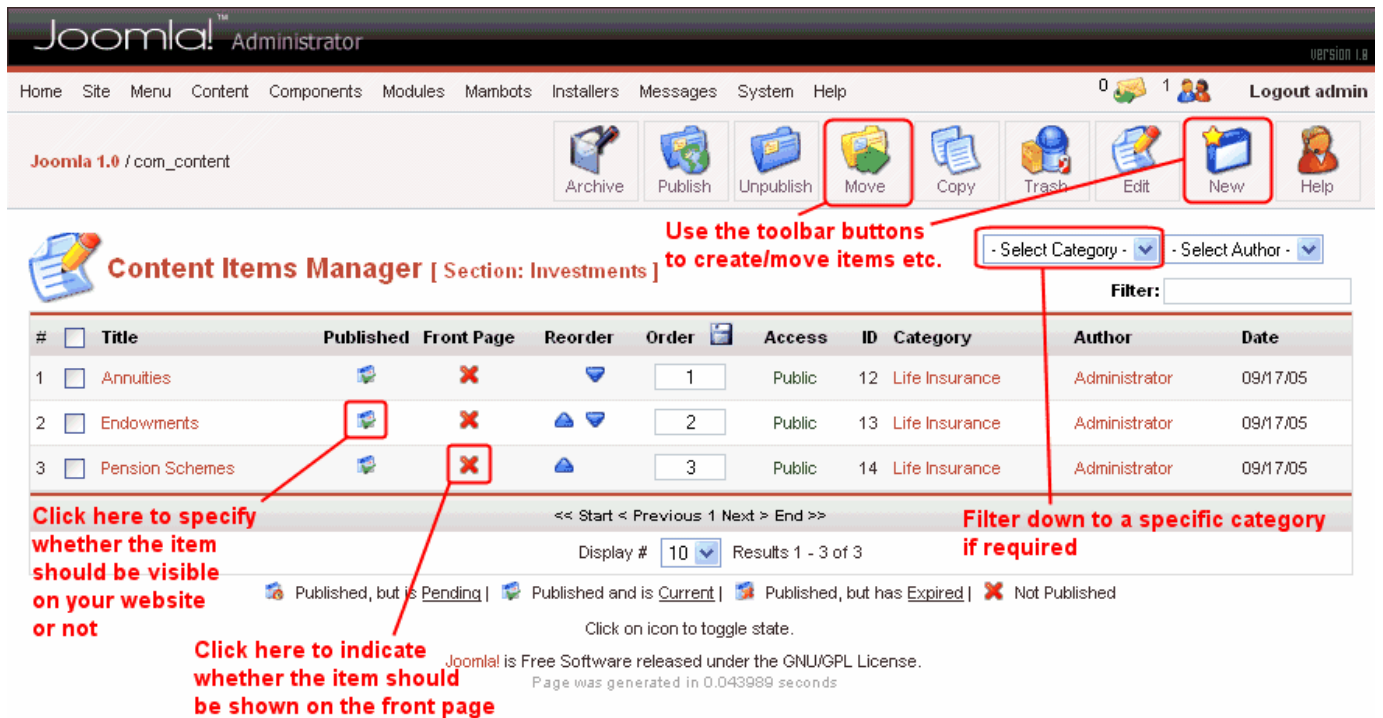 Joomla!™ Administrator
Version 1.0
Home Site Menu Content Components Modules Mambots Installers Messages System Help 0 1 Logout admin
Joomla 1.0 / com_content
Archive Publish Unpublish Move Copy Trash Edit New Help
Use the toolbar buttons
to create/move items etc.
- Select Category - - Select Author -
Content Items Manager [ Section: Investments ]
Filter:
# Title Published Front Page Reorder Order Access ID Category Author Date
1 Annuities 1 Public 12 Life Insurance Administrator 09/17/05
2 Endowments 2 Public 13 Life Insurance Administrator 09/17/05
3 Pension Schemes 3 Public 14 Life Insurance Administrator 09/17/05
<< Start < Previous 1 Next > End >>
Display # 10 Results 1 - 3 of 3
Click here to specify
whether the item
should be visible
on your website
or not
Filter down to a specific category
if required
Published, but is Pending | Published and is Current | Published, but has Expired | Not Published
Click on icon to toggle state.
Click here to indicate
whether the item should
be shown on the front page
Joomla! is Free Software released under the GNU/GPL License.
Page was generated in 0.043989 seconds